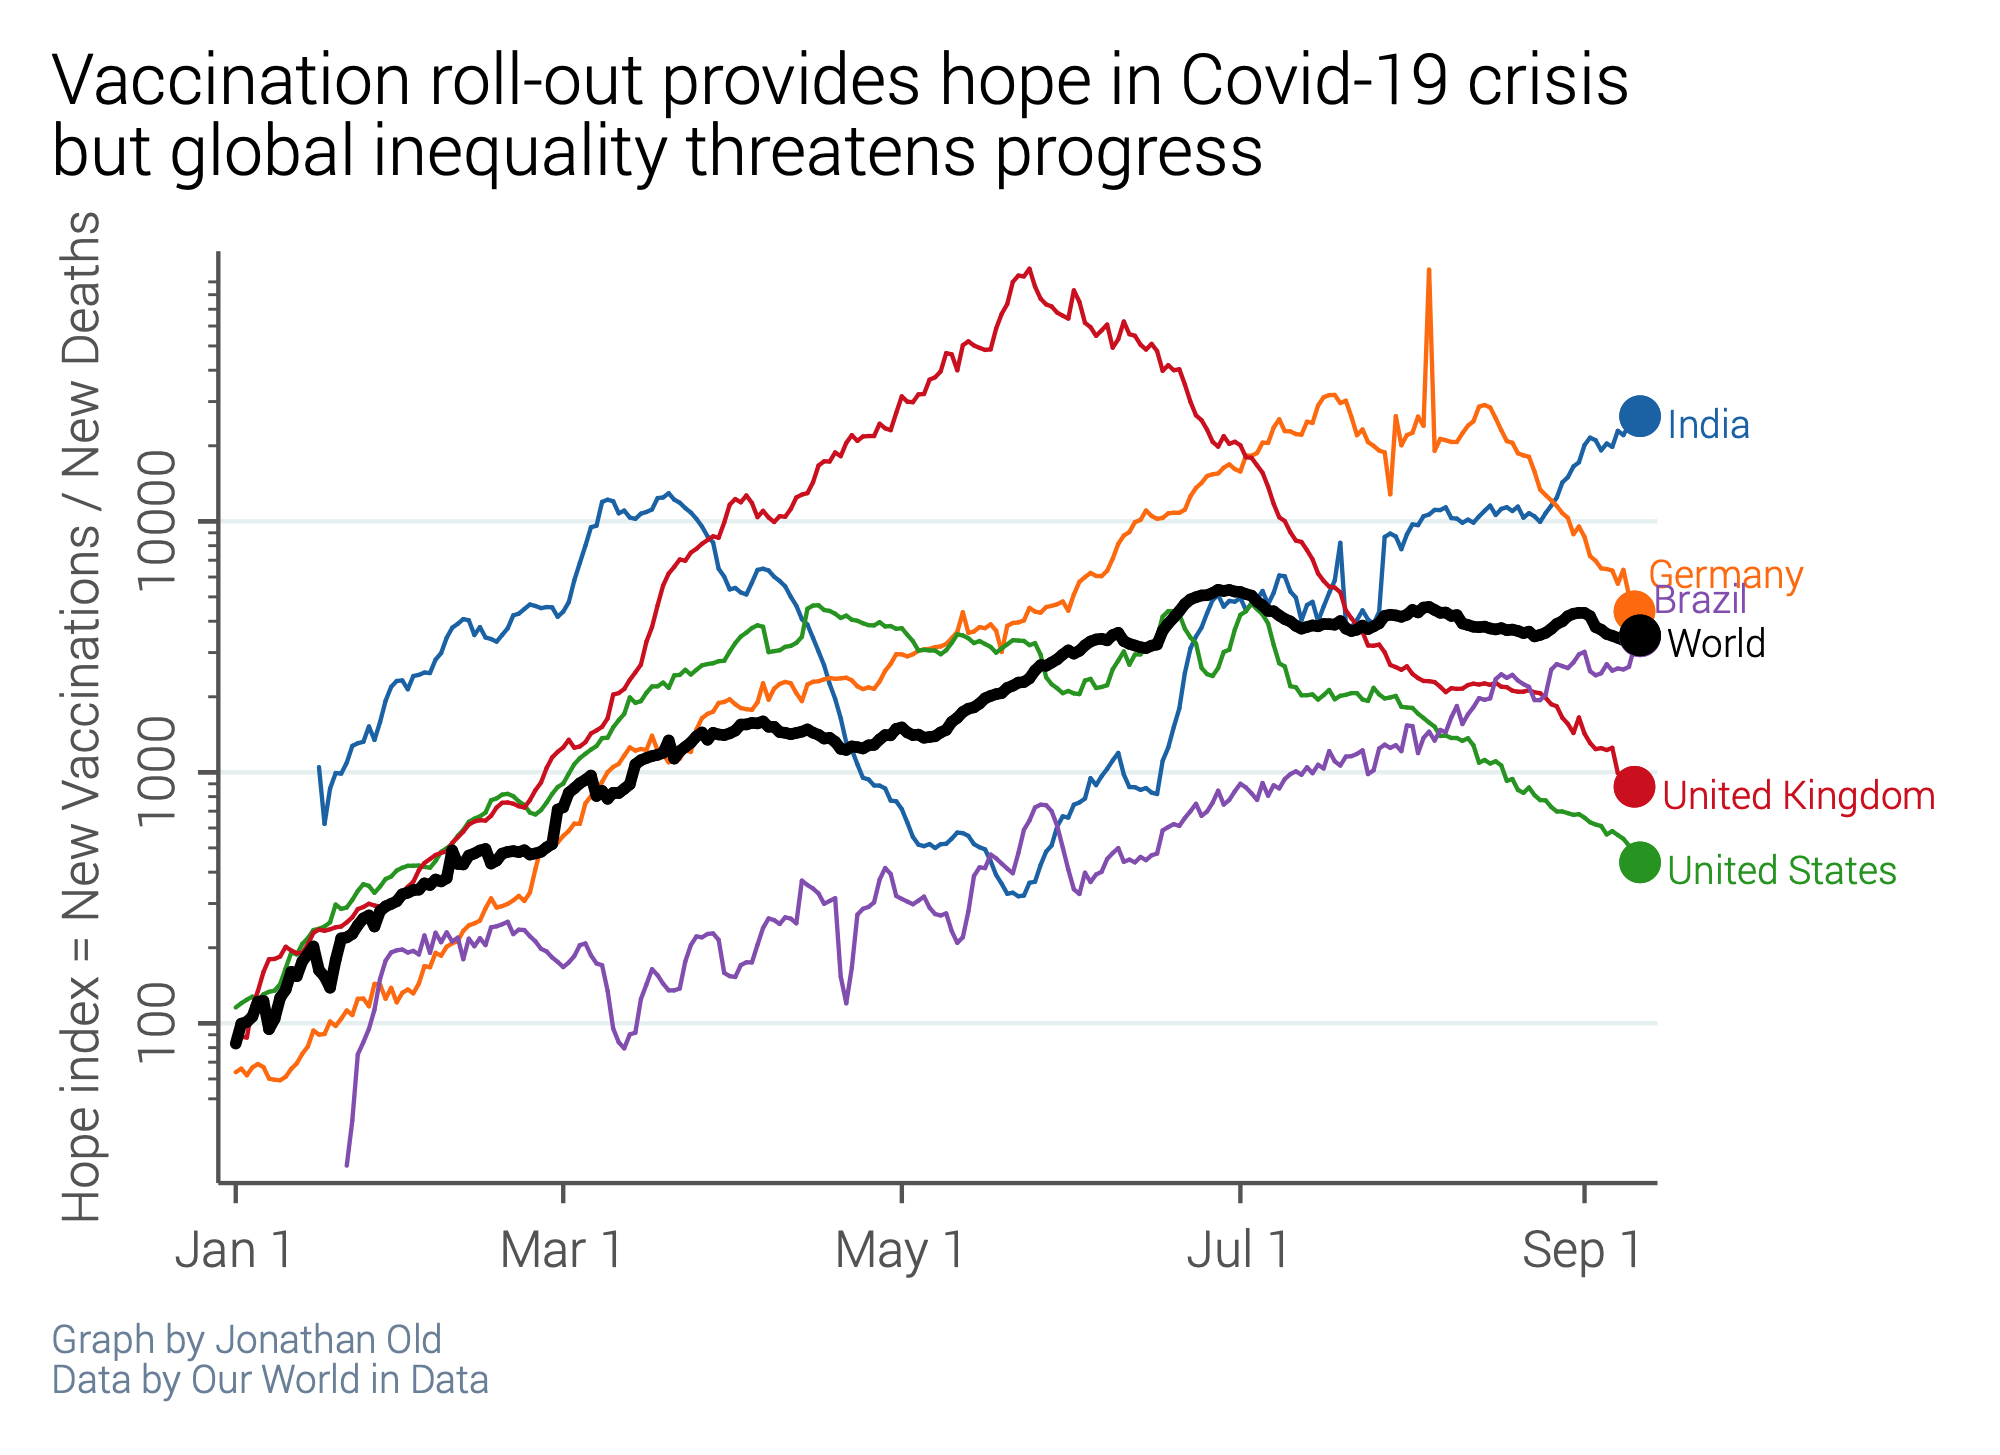 Vaccination roll-out provides hope in Covid-19 crisis
but global inequality threatens progress
Hope index = New Vaccinations / New Deaths
10000
1000
100
India
Germany
Brazil
World
United Kingdom
United States
Jan 1
Mar 1
May 1
Jul 1
Sep 1
Graph by Jonathan Old
Data by Our World in Data